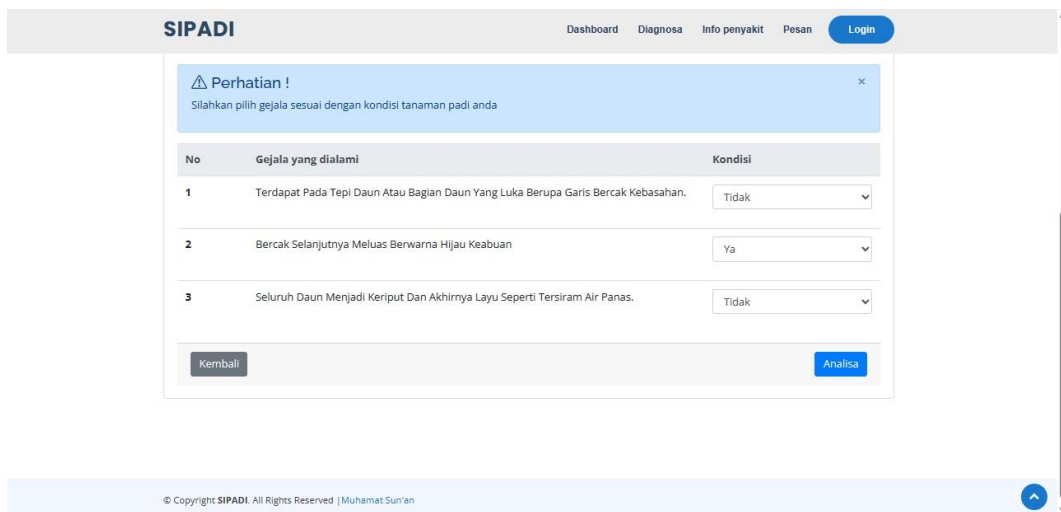 SIPADI
Dashboard Diagnosa Info penyakit Pesan Login
Perhatian !
×
Silahkan pilih gejala sesuai dengan kondisi tanaman padi anda
No Gejala yang dialami Kondisi
1 Terdapat Pada Tepi Daun Atau Bagian Daun Yang Luka Berupa Garis Bercak Kebasahan. Tidak
2 Bercak Selanjutnya Meluas Berwarna Hijau Keabuan Ya
3 Seluruh Daun Menjadi Keriput Dan Akhirnya Layu Seperti Tersiram Air Panas. Tidak
Kembali Analisa
© Copyright SIPADI. All Rights Reserved |Muhamat Sun'an